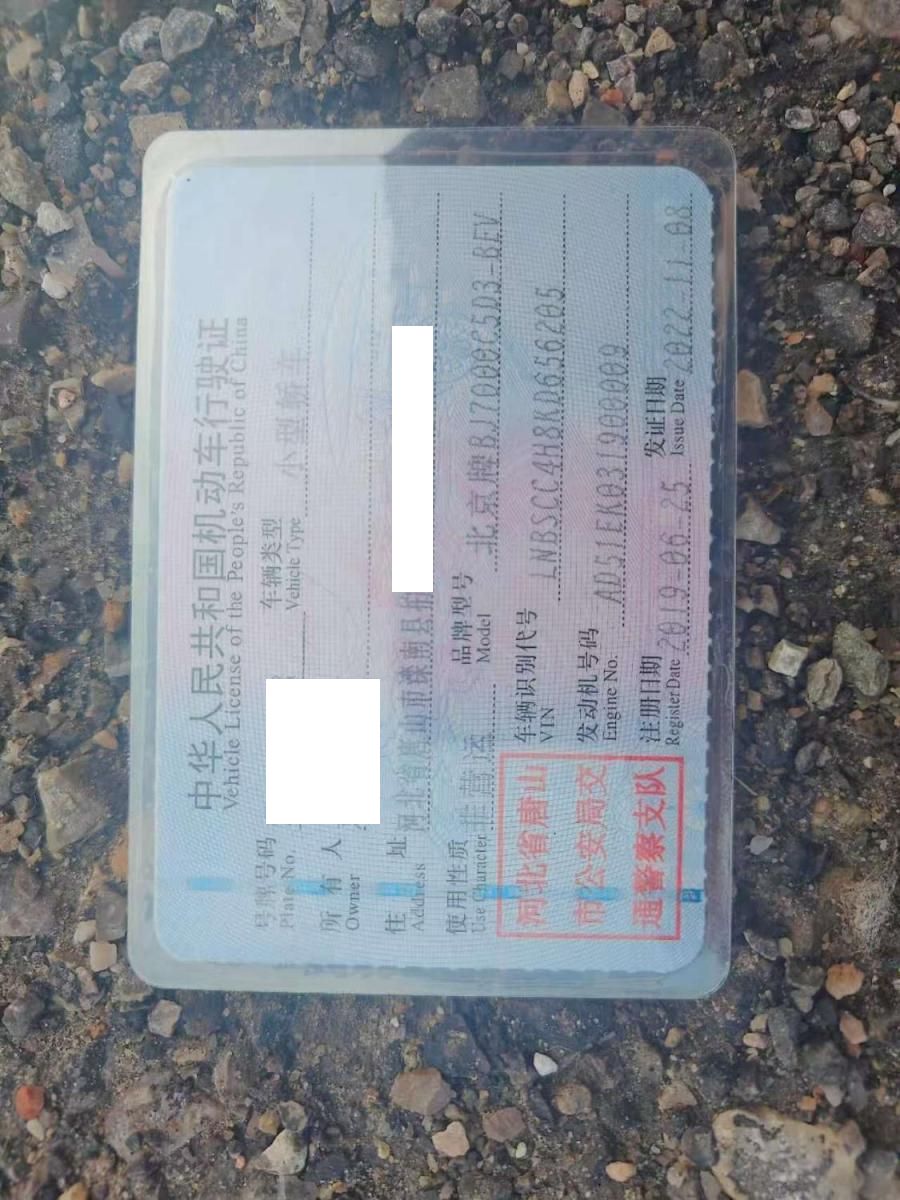 中华人民共和国机动车行驶证
Vehicle License of the People's Republic of China
号牌号码
Plate No.
车辆类型 小型轿车
Vehicle Type
所有人
Owner
住址 河北省唐山市滦南县
Address
使用性质 非营运
Use Character
品牌型号 北京牌BJ7000C5D3-BEV
Model
车辆识别代号 LNBSCC4H8KD656205
VIN
发动机号码 AD51EK031900009
Engine No.
注册日期 2019-06-25
Register Date
发证日期 2022-11-08
Issue Date
河北省唐山
市公安局交
通警察支队